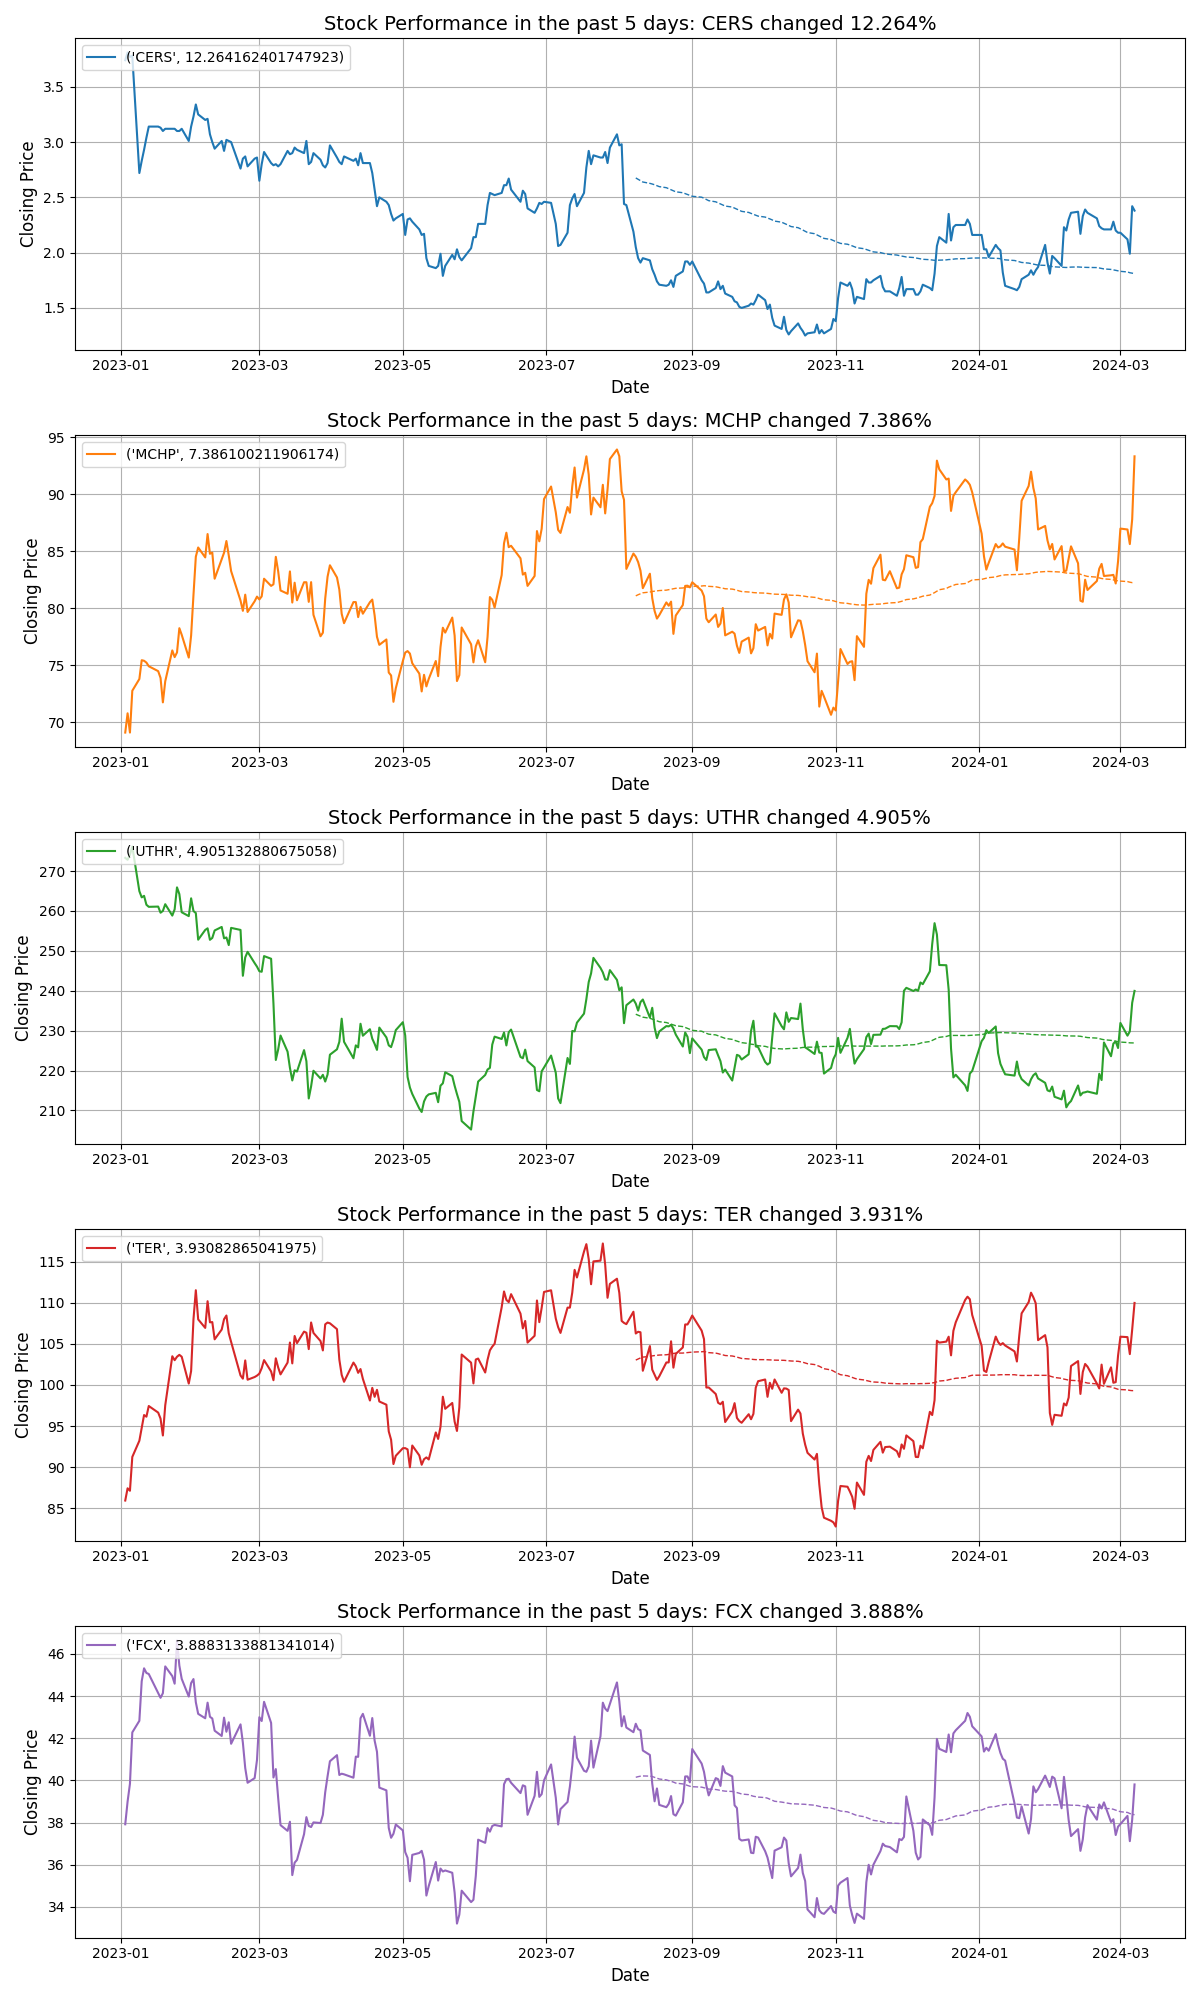 Stock Performance in the past 5 days: CERS changed 12.264%
('CERS', 12.264162401747923)
Closing Price
3.5
3.0
2.5
2.0
1.5
2023-01 2023-03 2023-05 2023-07 2023-09 2023-11 2024-01 2024-03
Date
Stock Performance in the past 5 days: MCHP changed 7.386%
('MCHP', 7.386100211906174)
Closing Price
95
90
85
80
75
70
2023-01 2023-03 2023-05 2023-07 2023-09 2023-11 2024-01 2024-03
Date
Stock Performance in the past 5 days: UTHR changed 4.905%
('UTHR', 4.905132880675058)
Closing Price
270
260
250
240
230
220
210
2023-01 2023-03 2023-05 2023-07 2023-09 2023-11 2024-01 2024-03
Date
Stock Performance in the past 5 days: TER changed 3.931%
('TER', 3.93082865041975)
Closing Price
115
110
105
100
95
90
85
2023-01 2023-03 2023-05 2023-07 2023-09 2023-11 2024-01 2024-03
Date
Stock Performance in the past 5 days: FCX changed 3.888%
('FCX', 3.8883133881341014)
Closing Price
46
44
42
40
38
36
34
2023-01 2023-03 2023-05 2023-07 2023-09 2023-11 2024-01 2024-03
Date